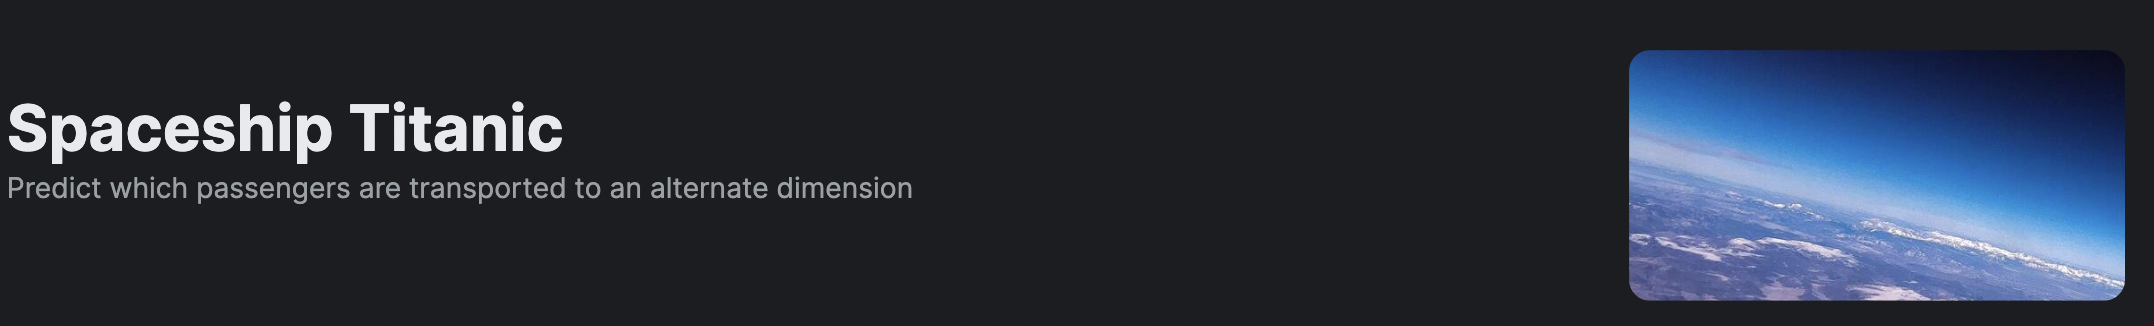 Spaceship Titanic
Predict which passengers are transported to an alternate dimension